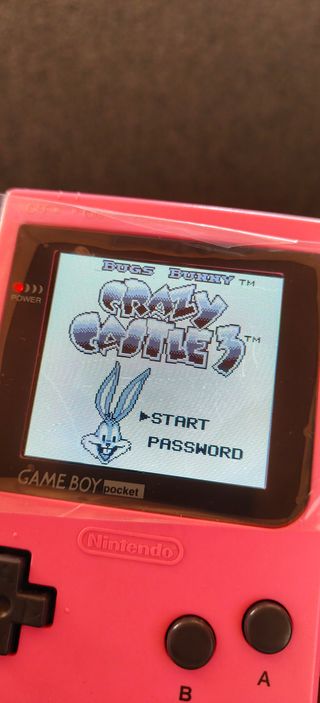 POWER
BUGS BUNNY™
CRAZY
CASTLE 3™
▶START
PASSWORD
GAME BOY pocket
Nintendo
B
A